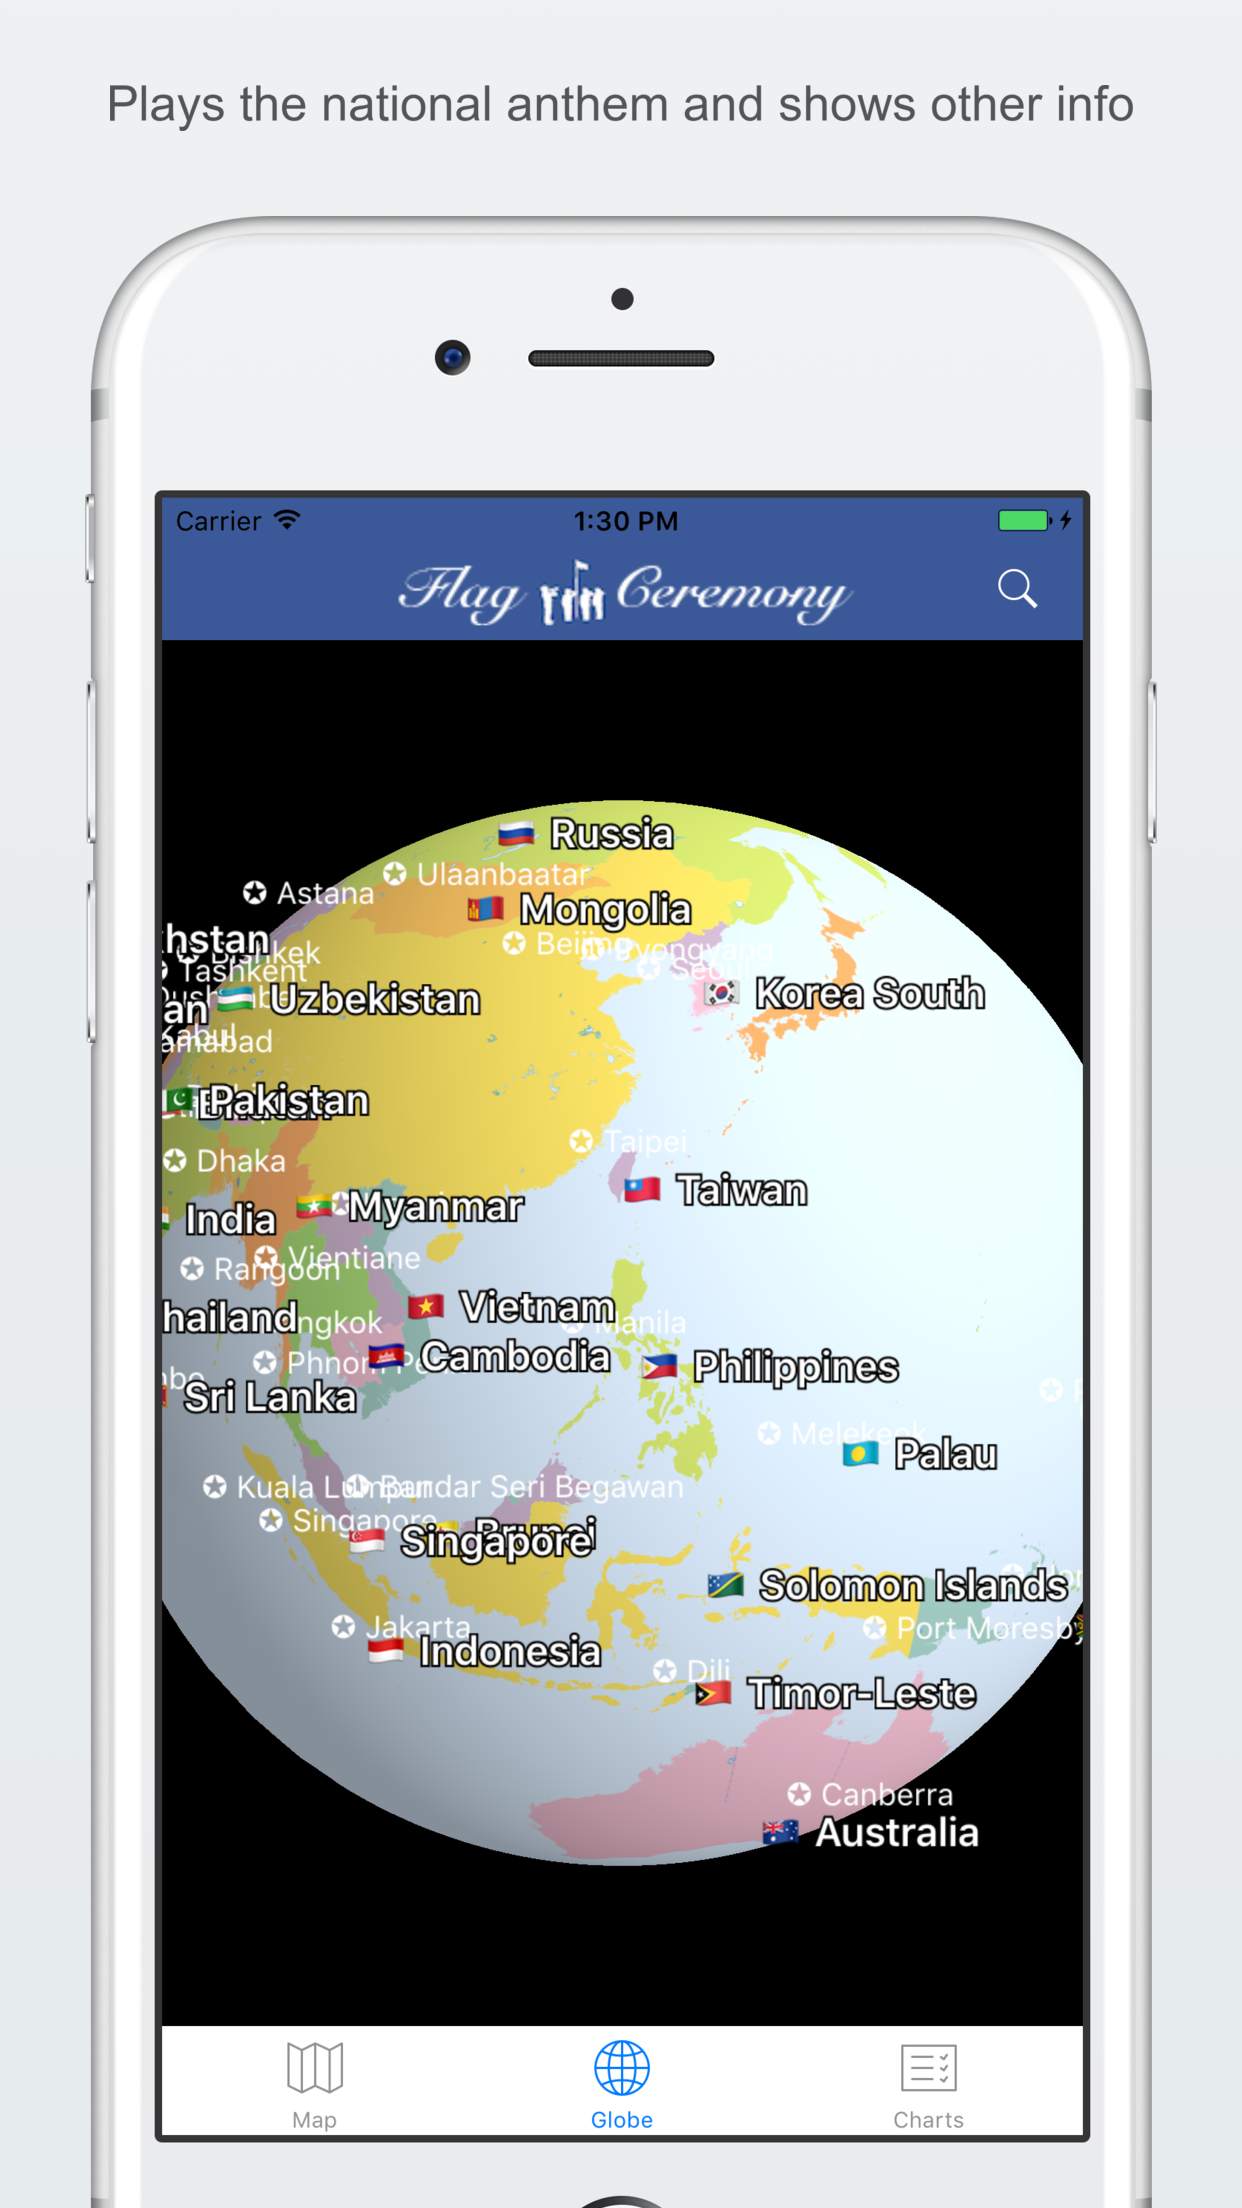 Plays the national anthem and shows other info
Carrier
1:30 PM
Flag Ceremony
Russia
Ulaanbaatar
Astana
Mongolia
Beijing
Pyongyang
hstan
Bishkek
Tashkent
Seoul
Korea South
Uzbekistan
an
Kabul
amabad
Pakistan
Taipei
Dhaka
Taiwan
Myanmar
India
Vientiane
Rangoon
Vietnam
hailand
ngkok
Manila
Cambodia
Phnom Pe
Philippines
Sri Lanka
Melekeok
Palau
Kuala Lumpur
Bandar Seri Begawan
Singapore
Brunei
Singapore
Solomon Islands
Jakarta
Port Moresby
Indonesia
Dili
Timor-Leste
Canberra
Australia
Map
Globe
Charts